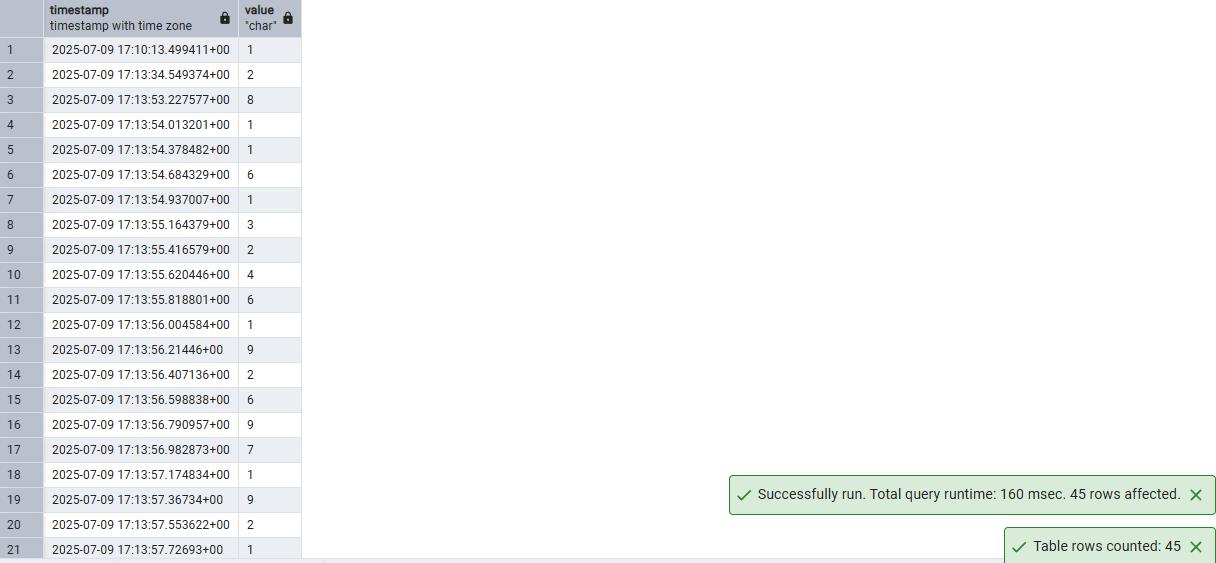 timestamp value
timestamp with time zone "char"
1 2025-07-09 17:10:13.499411+00 1
2 2025-07-09 17:13:34.549374+00 2
3 2025-07-09 17:13:53.227577+00 8
4 2025-07-09 17:13:54.013201+00 1
5 2025-07-09 17:13:54.378482+00 1
6 2025-07-09 17:13:54.684329+00 6
7 2025-07-09 17:13:54.937007+00 1
8 2025-07-09 17:13:55.164379+00 3
9 2025-07-09 17:13:55.416579+00 2
10 2025-07-09 17:13:55.620446+00 4
11 2025-07-09 17:13:55.818801+00 6
12 2025-07-09 17:13:56.004584+00 1
13 2025-07-09 17:13:56.21446+00 9
14 2025-07-09 17:13:56.407136+00 2
15 2025-07-09 17:13:56.598838+00 6
16 2025-07-09 17:13:56.790957+00 9
17 2025-07-09 17:13:56.982873+00 7
18 2025-07-09 17:13:57.174834+00 1
19 2025-07-09 17:13:57.36734+00 9
20 2025-07-09 17:13:57.553622+00 2
21 2025-07-09 17:13:57.72693+00 1
Successfully run. Total query runtime: 160 msec. 45 rows affected.
Table rows counted: 45